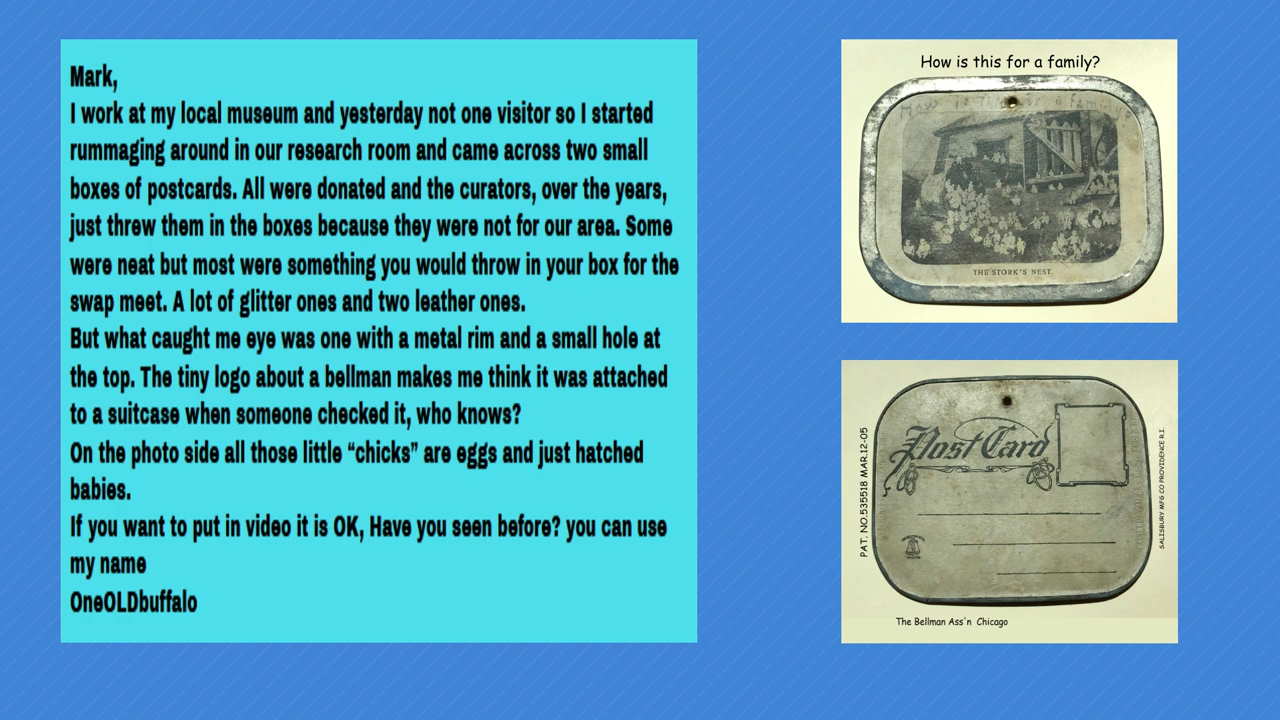 Mark,
I work at my local museum and yesterday not one visitor so I started
rummaging around in our research room and came across two small
boxes of postcards. All were donated and the curators, over the years,
just threw them in the boxes because they were not for our area. Some
were neat but most were something you would throw in your box for the
swap meet. A lot of glitter ones and two leather ones.
But what caught me eye was one with a metal rim and a small hole at
the top. The tiny logo about a bellman makes me think it was attached
to a suitcase when someone checked it, who knows?
On the photo side all those little “chicks” are eggs and just hatched
babies.
If you want to put in video it is OK, Have you seen before? you can use
my name
OneOLDbuffalo
How is this for a family?
How is this for a family?
THE STORK'S NEST.
PAT. NO.535518 MAR.12-05
Post Card
SALISBURY MFG CO PROVIDENCE R.I.
The Bellman Ass'n Chicago